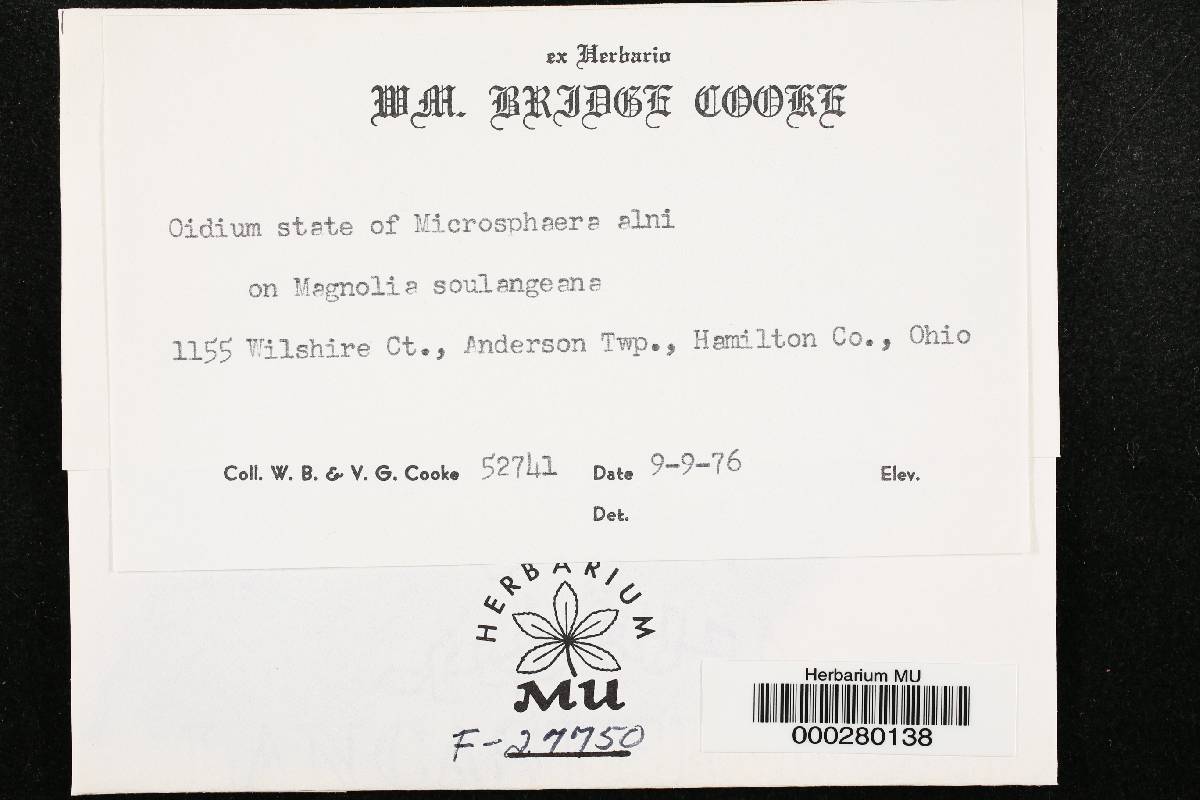 ex Herbario
WM. BRIDGE COOKE
Oidium state of Microsphaera alni
on Magnolia soulangeana
1155 Wilshire Ct., Anderson Twp., Hamilton Co., Ohio
Coll. W. B. & V. G. Cooke 52741 Date 9-9-76 Elev.
Det.
HERBARIUM
MU
F-27750
Herbarium MU
000280138